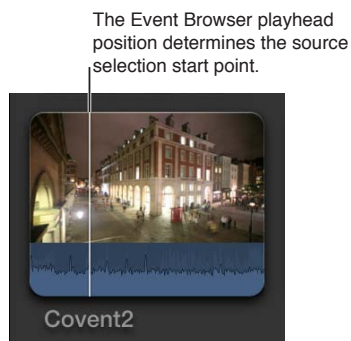 The Event Browser playhead
position determines the source
selection start point.
Covent2